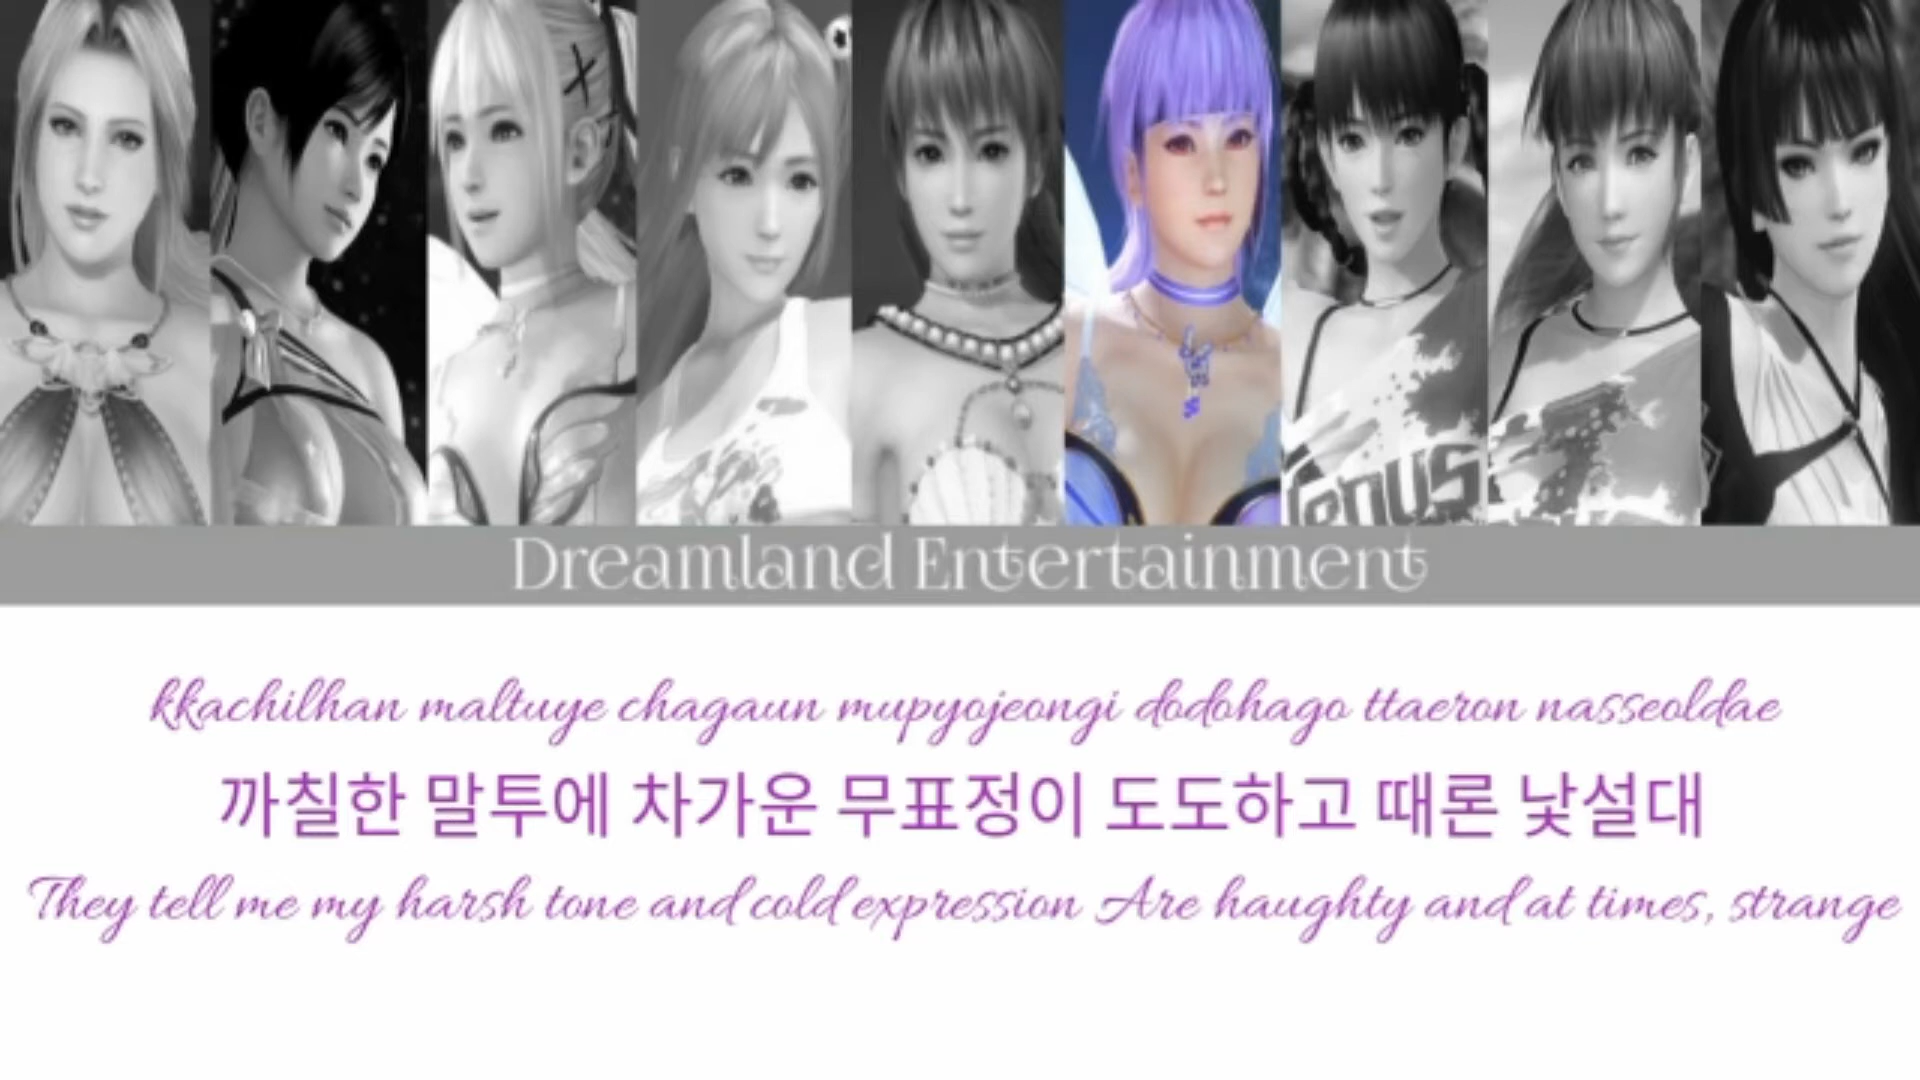 Venus
Dreamland Entertainment
kkachilhan maltuye chagaun mupyojeongi dodohago ttaeron nasseoldae
까칠한 말투에 차가운 무표정이 도도하고 때론 낯설대
They tell me my harsh tone and cold expression Are haughty and at times, strange